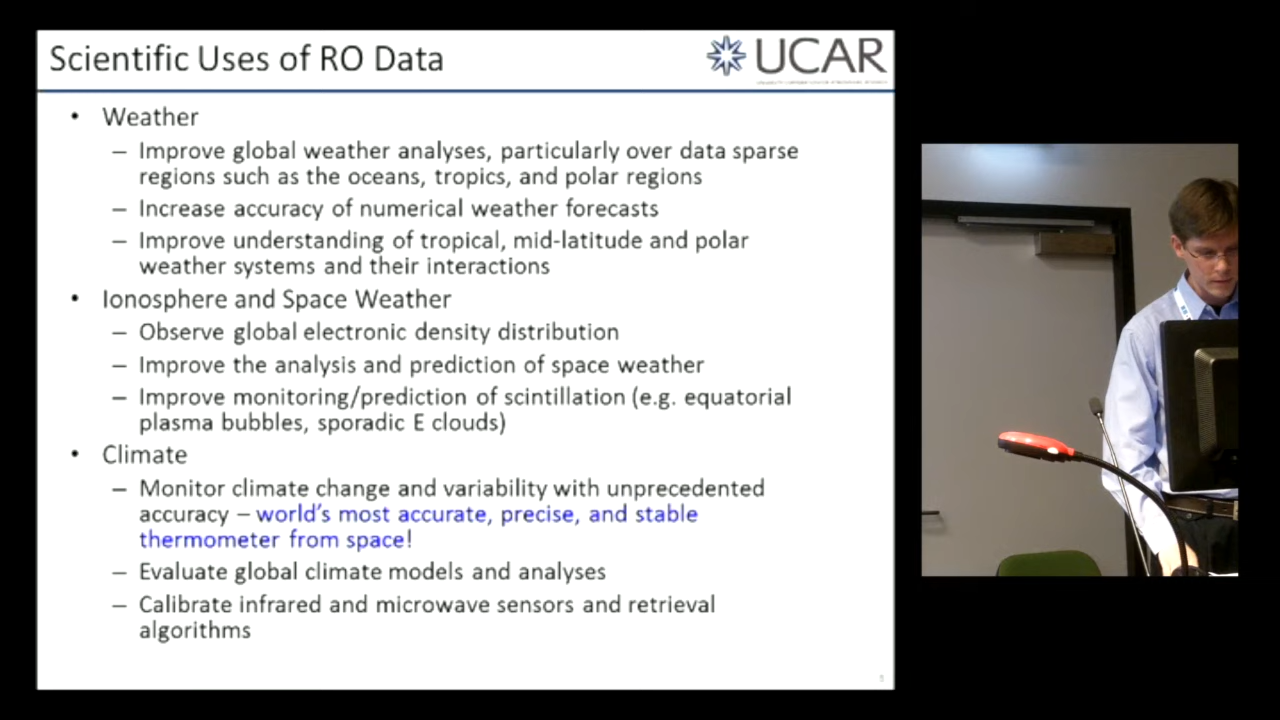 Scientific Uses of RO Data
UCAR
• Weather
– Improve global weather analyses, particularly over data sparse
regions such as the oceans, tropics, and polar regions
– Increase accuracy of numerical weather forecasts
– Improve understanding of tropical, mid-latitude and polar
weather systems and their interactions
• Ionosphere and Space Weather
– Observe global electronic density distribution
– Improve the analysis and prediction of space weather
– Improve monitoring/prediction of scintillation (e.g. equatorial
plasma bubbles, sporadic E clouds)
• Climate
– Monitor climate change and variability with unprecedented
accuracy – world's most accurate, precise, and stable
thermometer from space!
– Evaluate global climate models and analyses
– Calibrate infrared and microwave sensors and retrieval
algorithms